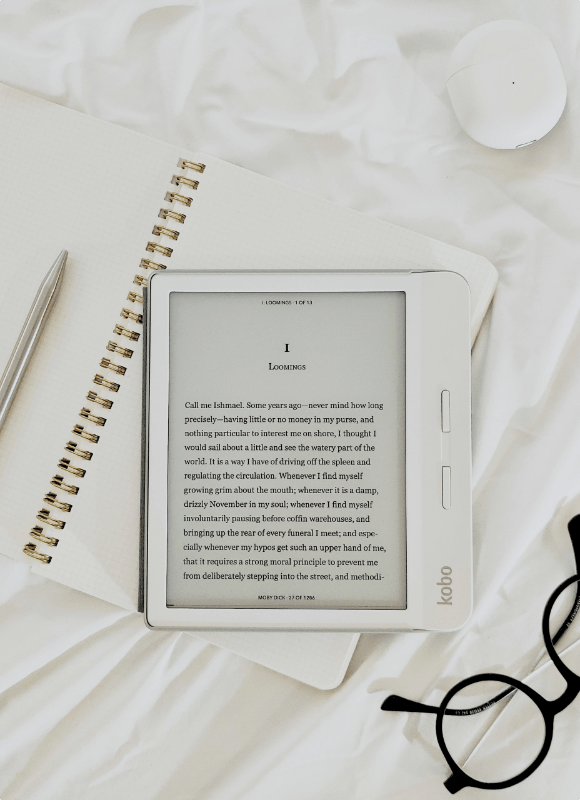 I: LOOMINGS · 1 OF 13
I
Loomings
Call me Ishmael. Some years ago—never mind how long
precisely—having little or no money in my purse, and
nothing particular to interest me on shore, I thought I
would sail about a little and see the watery part of the
world. It is a way I have of driving off the spleen and
regulating the circulation. Whenever I find myself
growing grim about the mouth; whenever it is a damp,
drizzly November in my soul; whenever I find myself
involuntarily pausing before coffin warehouses, and
bringing up the rear of every funeral I meet; and espe-
cially whenever my hypos get such an upper hand of me,
that it requires a strong moral principle to prevent me
from deliberately stepping into the street, and methodi-
MOBY DICK · 27 OF 1256
kobo